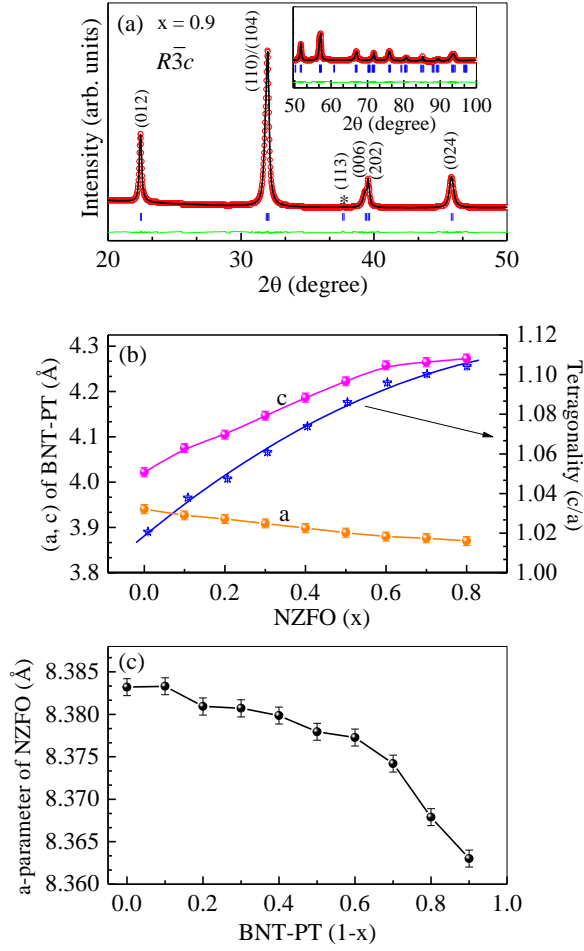 (a)
x = 0.9
R3̅c
Intensity (arb. units)
(012)
(110)/(104)
*
(113)
(006)
(202)
(024)
20 30 40 50
2θ (degree)
50 60 70 80 90 100
2θ (degree)
(b)
(a, c) of BNT-PT (Å)
4.3
4.2
4.1
4.0
3.9
3.8
c
a
1.12
1.10
1.08
1.06
1.04
1.02
1.00
Tetragonality (c/a)
0.0 0.2 0.4 0.6 0.8
NZFO (x)
(c)
a-parameter of NZFO (Å)
8.385
8.380
8.375
8.370
8.365
8.360
0.0 0.2 0.4 0.6 0.8 1.0
BNT-PT (1-x)